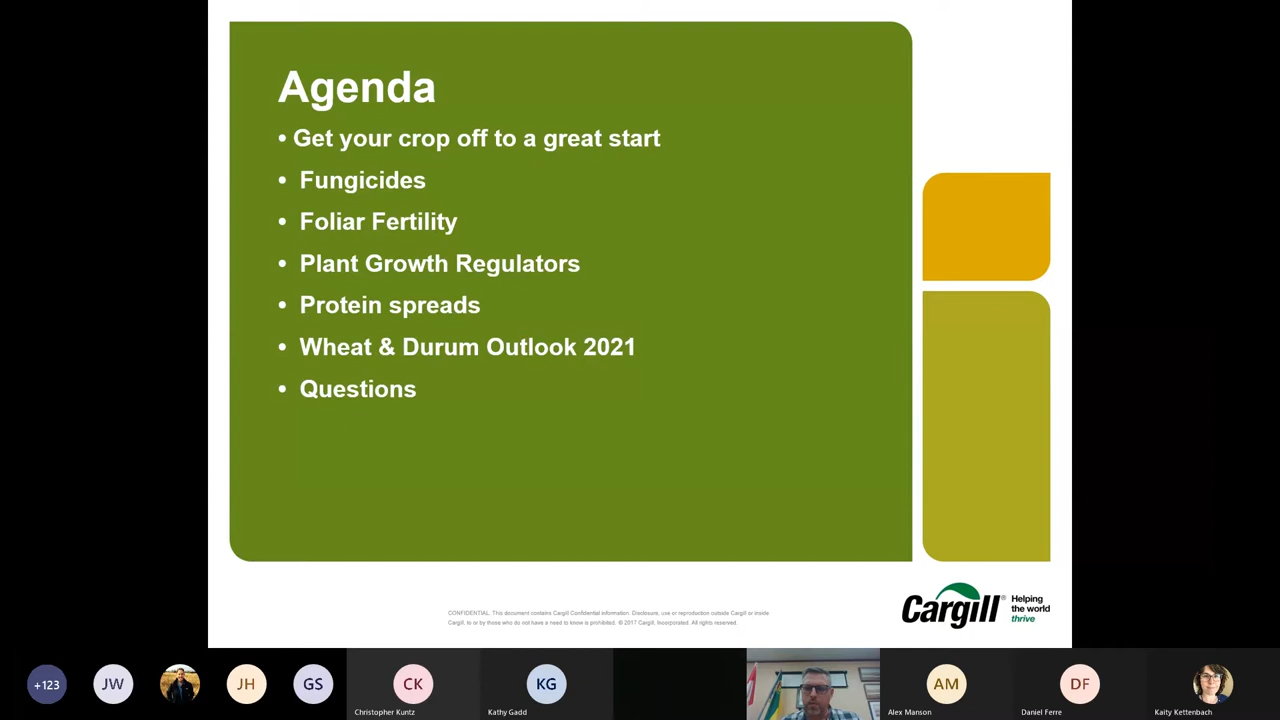 Agenda
• Get your crop off to a great start
• Fungicides
• Foliar Fertility
• Plant Growth Regulators
• Protein spreads
• Wheat & Durum Outlook 2021
• Questions
CONFIDENTIAL. This document contains Cargill Confidential information. Disclosure, use or reproduction outside Cargill or inside
Cargill, to or by those who do not have a need to know is prohibited. © 2017 Cargill, Incorporated. All rights reserved.
Cargill®
Helping
the world
thrive
+123
JW
JH
GS
CK
Christopher Kuntz
KG
Kathy Gadd
AM
Alex Manson
DF
Daniel Ferre
Kaity Kettenbach